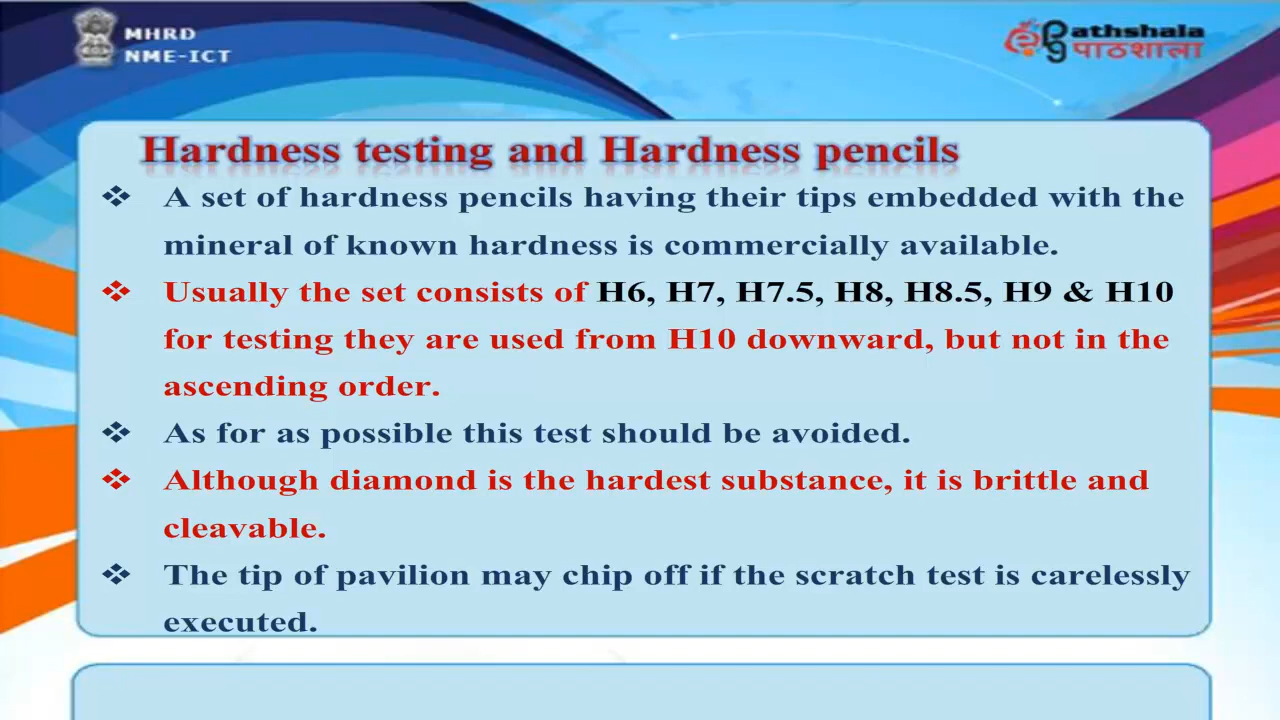 MHRD
NME-ICT
ePg athshala
पाठशाला
Hardness testing and Hardness pencils
❖ A set of hardness pencils having their tips embedded with the
mineral of known hardness is commercially available.
❖ Usually the set consists of H6, H7, H7.5, H8, H8.5, H9 & H10
for testing they are used from H10 downward, but not in the
ascending order.
❖ As for as possible this test should be avoided.
❖ Although diamond is the hardest substance, it is brittle and
cleavable.
❖ The tip of pavilion may chip off if the scratch test is carelessly
executed.